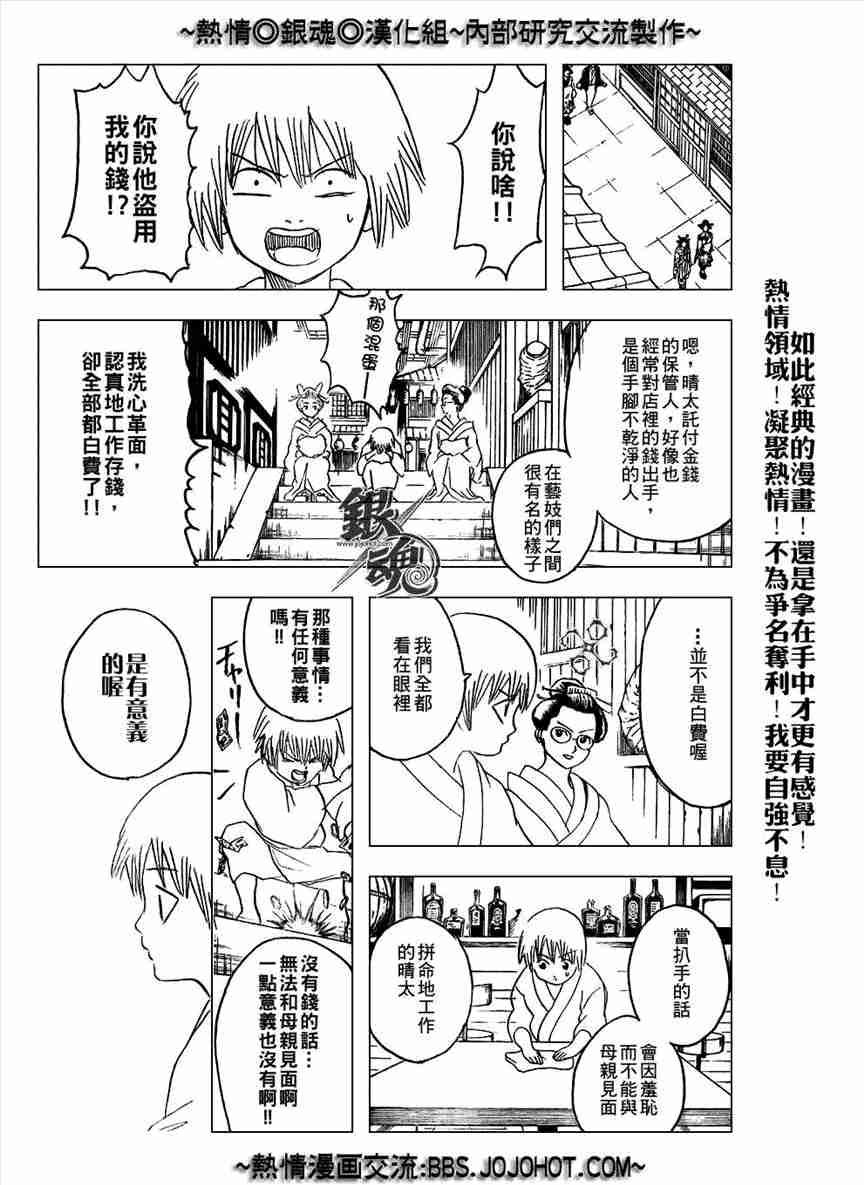 ~熱情◎銀魂◎漢化組~內部研究交流製作~
你說啥!!
你說他盜用
我的錢!?
嗯，晴太託付金錢
的保管人，好像也
經常對店裡的錢出手，
是個手腳不乾淨的人
在藝妓們之間
很有名的樣子
那個混蛋—
我洗心革面，
認真地工作存錢，
卻全部都白費了!!
銀魂
www.jojohot.com
…並不是白費喔
我們全都
看在眼裡
當扒手的話
會因羞恥
而不能與
母親見面
拼命地工作
的晴太
那種事情…
有任何意義
嗎!!
チャリー
沒有錢的話…
無法和母親見面啊
一點意義也沒有啊!!
是有意義
的喔
如此經典的漫畫！還是拿在手中才更有感覺！
熱情領域！凝聚熱情！不為爭名奪利！我要自強不息！
~熱情漫画交流:BBS.JOJOHOT.COM~